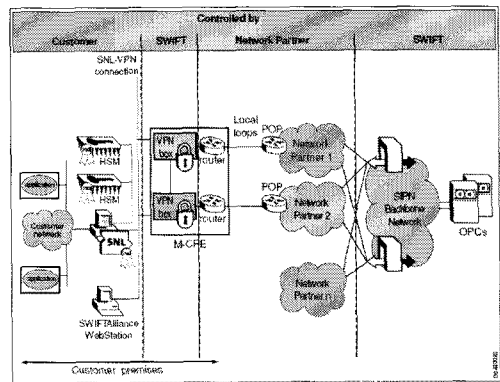 Controlled by
Customer
SWIFT
Network Partner
SWIFT
SNL-VPN
connection
Local
loops
POP
VPN
box
router
Network
Partner 1
HSM
application
HSM
POP
VPN
box
router
Network
Partner 2
SIPN
Backbone
Network
OPCs
Customer
network
SNL
M-CPE
application
Network
Partner n
SWIFTAlliance
WebStation
Customer premises